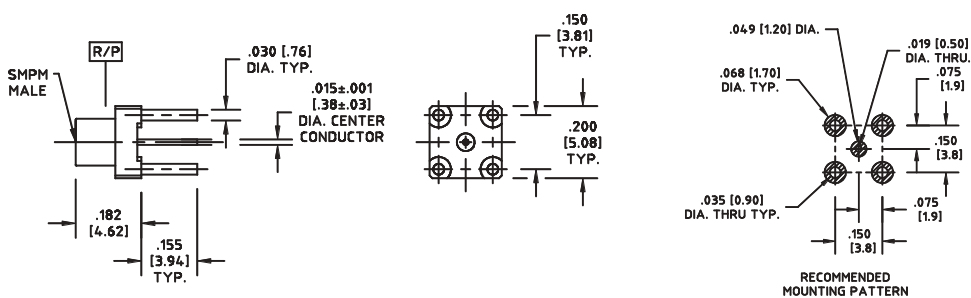 R/P
SMPM
MALE
.030 [.76]
DIA. TYP.
.015±.001
[.38±.03]
DIA. CENTER
CONDUCTOR
.182
[4.62]
.155
[3.94]
TYP.
.150
[3.81]
TYP.
.200
[5.08]
TYP.
.049 [1.20] DIA.
.019 [0.50]
DIA. THRU.
.068 [1.70]
DIA. TYP.
.075
[1.9]
.150
[3.8]
.035 [0.90]
DIA. THRU TYP.
.075
[1.9]
.150
[3.8]
RECOMMENDED
MOUNTING PATTERN